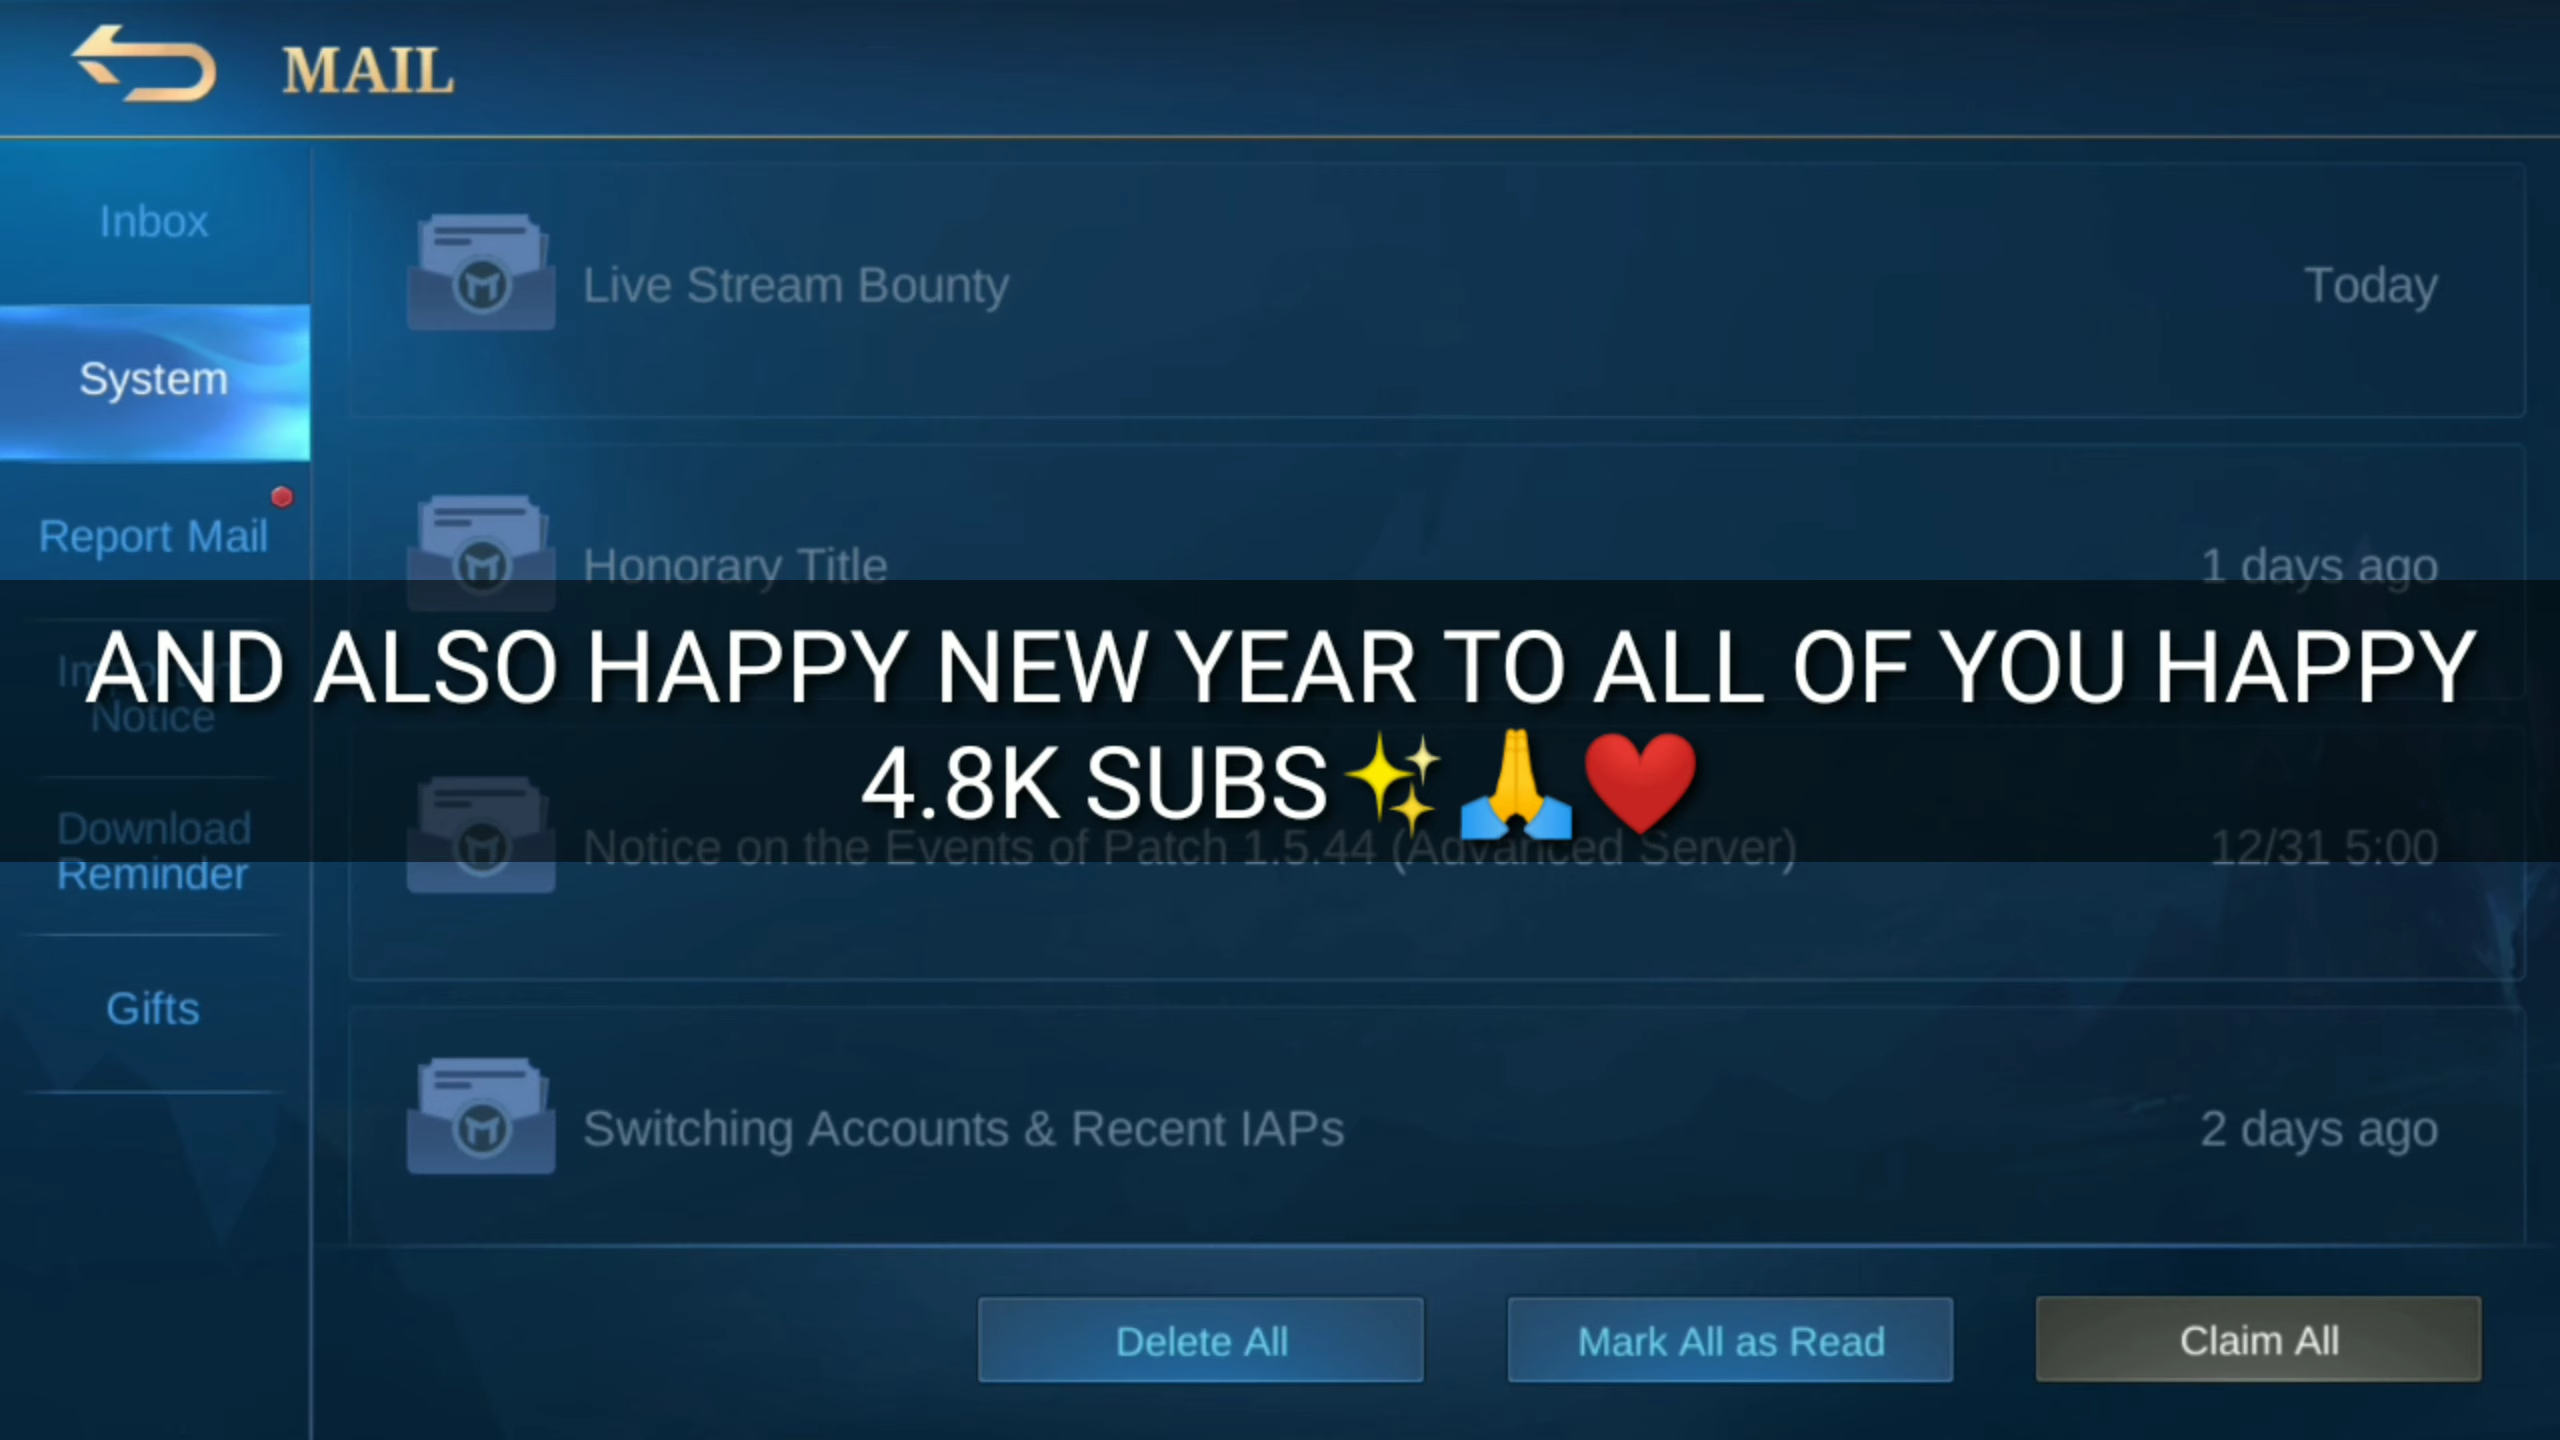 MAIL
Inbox
System
Report Mail
Important
Notice
Download
Reminder
Gifts
Live Stream Bounty
Today
Honorary Title
1 days ago
AND ALSO HAPPY NEW YEAR TO ALL OF YOU HAPPY
4.8K SUBS✨🙏❤️
Notice on the Events of Patch 1.5.44 (Advanced Server)
12/31 5:00
Switching Accounts & Recent IAPs
2 days ago
Delete All
Mark All as Read
Claim All